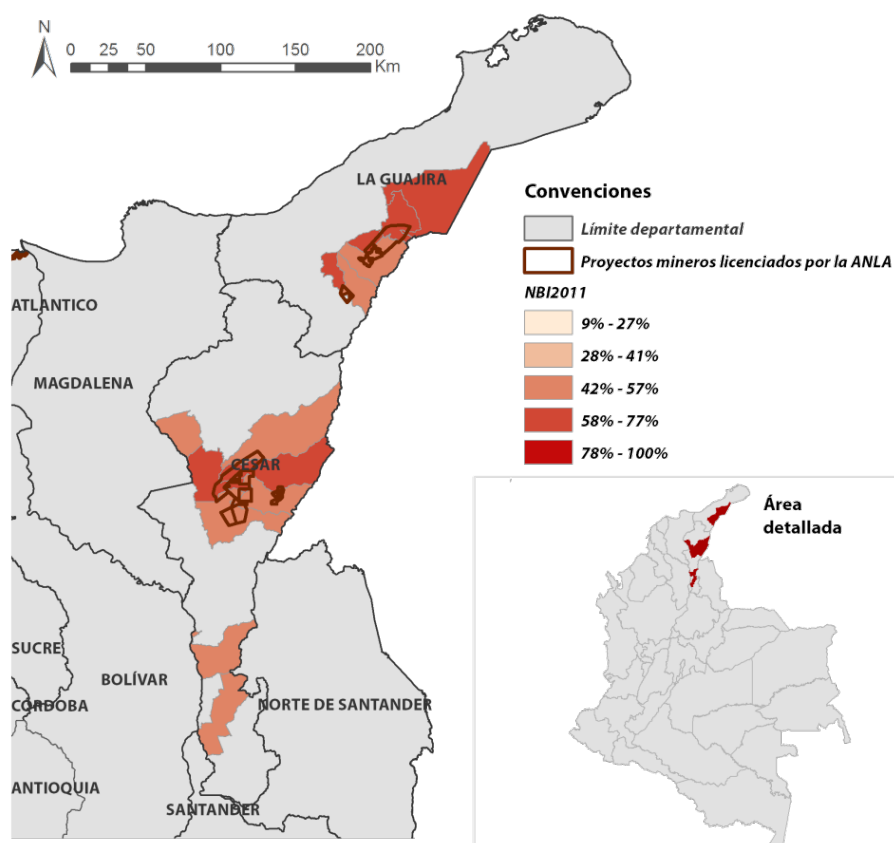 N
0 25 50 100 150 200
Km
LA GUAJIRA
ATLANTICO
MAGDALENA
CESAR
SUCRE
BOLÍVAR
CÓRDOBA
NORTE DE SANTANDER
ANTIOQUIA
SANTANDER
Convenciones
Límite departamental
Proyectos mineros licenciados por la ANLA
NBI2011
9% - 27%
28% - 41%
42% - 57%
58% - 77%
78% - 100%
Área
detallada